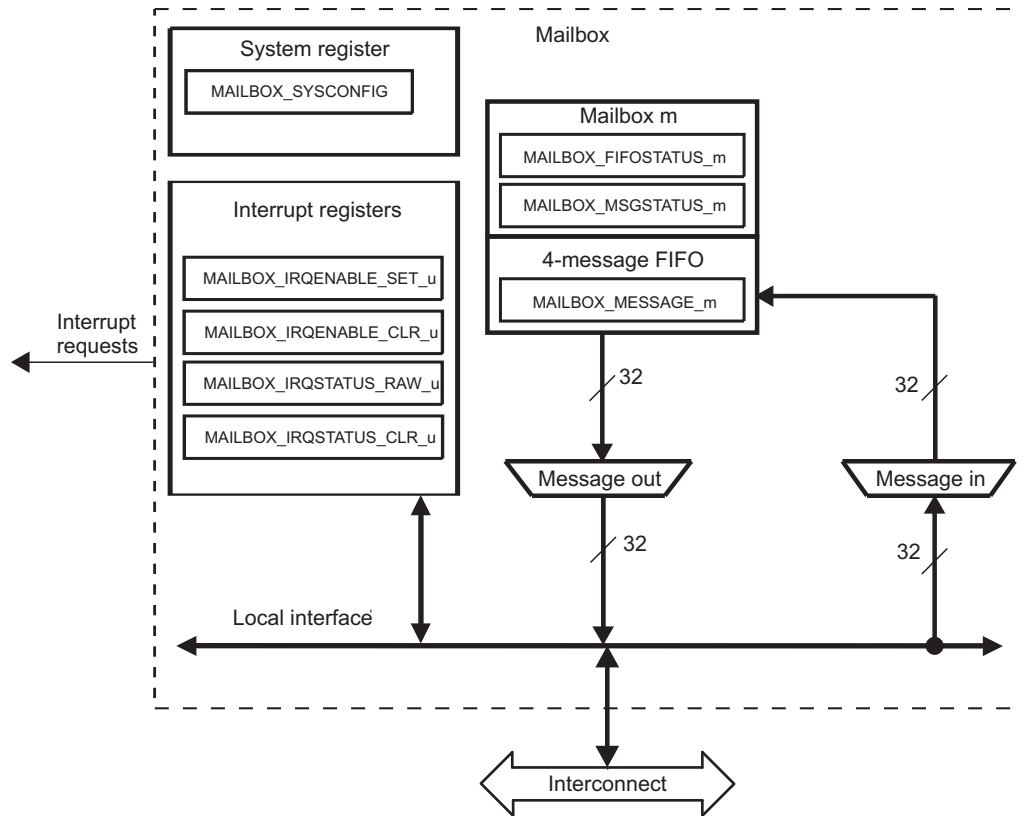 Mailbox
System register
MAILBOX_SYSCONFIG
Mailbox m
MAILBOX_FIFOSTATUS_m
MAILBOX_MSGSTATUS_m
Interrupt registers
4-message FIFO
MAILBOX_MESSAGE_m
MAILBOX_IRQENABLE_SET_u
MAILBOX_IRQENABLE_CLR_u
MAILBOX_IRQSTATUS_RAW_u
MAILBOX_IRQSTATUS_CLR_u
Interrupt
requests
32
32
Message out
Message in
32
32
Local interface
Interconnect